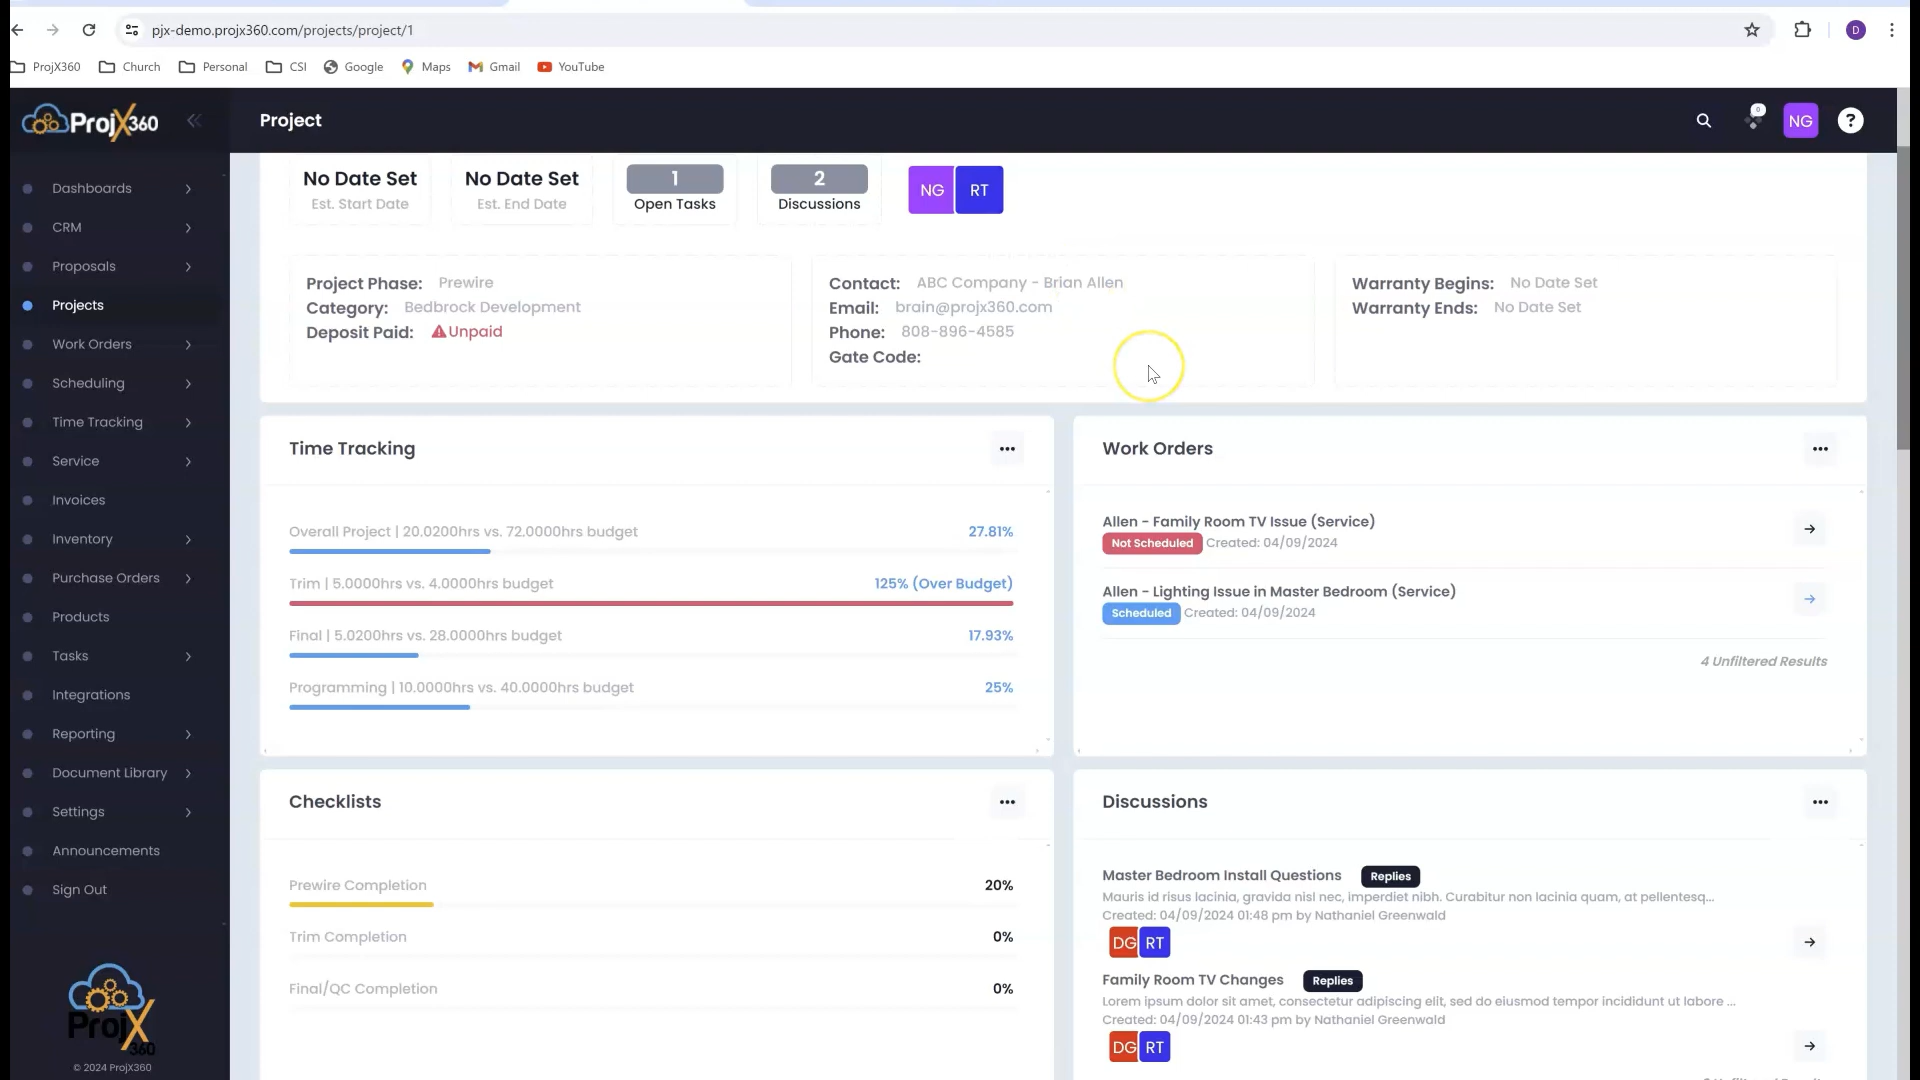 pjx-demo.projx360.com/projects/project/1
D
ProjX360
Church
Personal
CSI
Google
Maps
Gmail
YouTube
ProjX360
Project
0
NG
?
Dashboards
CRM
Proposals
Projects
Work Orders
Scheduling
Time Tracking
Service
Invoices
Inventory
Purchase Orders
Products
Tasks
Integrations
Reporting
Document Library
Settings
Announcements
Sign Out
ProjX
360
© 2024 ProjX360
No Date Set
Est. Start Date
No Date Set
Est. End Date
1
Open Tasks
2
Discussions
NG
RT
Project Phase: Prewire
Category: Bedbrock Development
Deposit Paid: Unpaid
Contact: ABC Company - Brian Allen
Email: brain@projx360.com
Phone: 808-896-4585
Gate Code:
Warranty Begins: No Date Set
Warranty Ends: No Date Set
Time Tracking
Overall Project | 20.0200hrs vs. 72.0000hrs budget 27.81%
Trim | 5.0000hrs vs. 4.0000hrs budget 125% (Over Budget)
Final | 5.0200hrs vs. 28.0000hrs budget 17.93%
Programming | 10.0000hrs vs. 40.0000hrs budget 25%
Work Orders
Allen - Family Room TV Issue (Service)
Not Scheduled Created: 04/09/2024
Allen - Lighting Issue in Master Bedroom (Service)
Scheduled Created: 04/09/2024
4 Unfiltered Results
Checklists
Prewire Completion 20%
Trim Completion 0%
Final/QC Completion 0%
Discussions
Master Bedroom Install Questions Replies
Mauris id risus lacinia, gravida nisl nec, imperdiet nibh. Curabitur non lacinia quam, at pellentesq...
Created: 04/09/2024 01:48 pm by Nathaniel Greenwald
DG RT
Family Room TV Changes Replies
Lorem ipsum dolor sit amet, consectetur adipiscing elit, sed do eiusmod tempor incididunt ut labore ...
Created: 04/09/2024 01:43 pm by Nathaniel Greenwald
DG RT